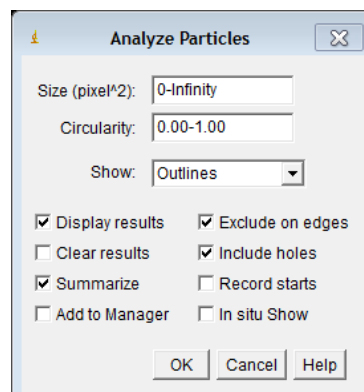 Analyze Particles
Size (pixel^2): 0-Infinity
Circularity: 0.00-1.00
Show: Outlines
Display results Exclude on edges
Clear results Include holes
Summarize Record starts
Add to Manager In situ Show
OK Cancel Help